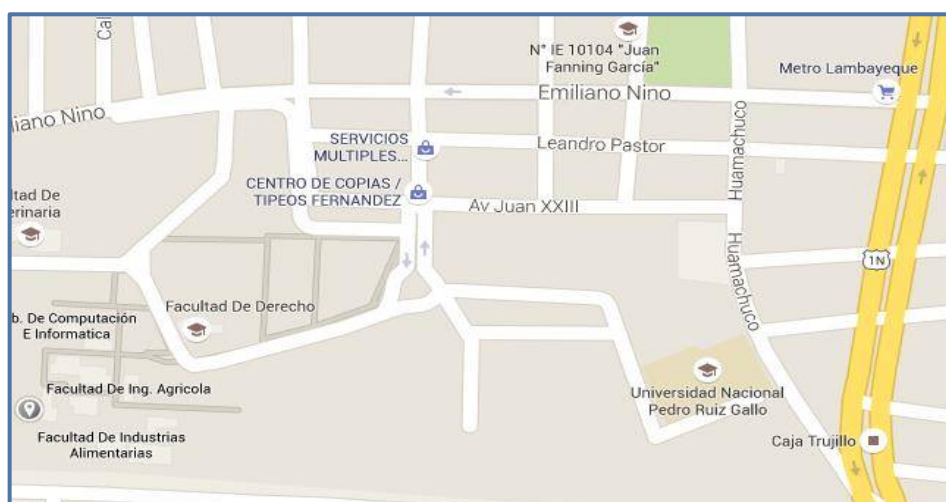 Cal
N° IE 10104 "Juan
Fanning García"
Metro Lambayeque
Emiliano Nino
liano Nino
Huamachuco
SERVICIOS
MULTIPLES...
Leandro Pastor
CENTRO DE COPIAS /
TIPEOS FERNANDEZ
Av Juan XXIII
ltad De
erinaria
Huamachuco
1N
Facultad De Derecho
b. De Computación
E Informatica
Facultad De Ing. Agricola
Universidad Nacional
Pedro Ruiz Gallo
Facultad De Industrias
Alimentarias
Caja Trujillo